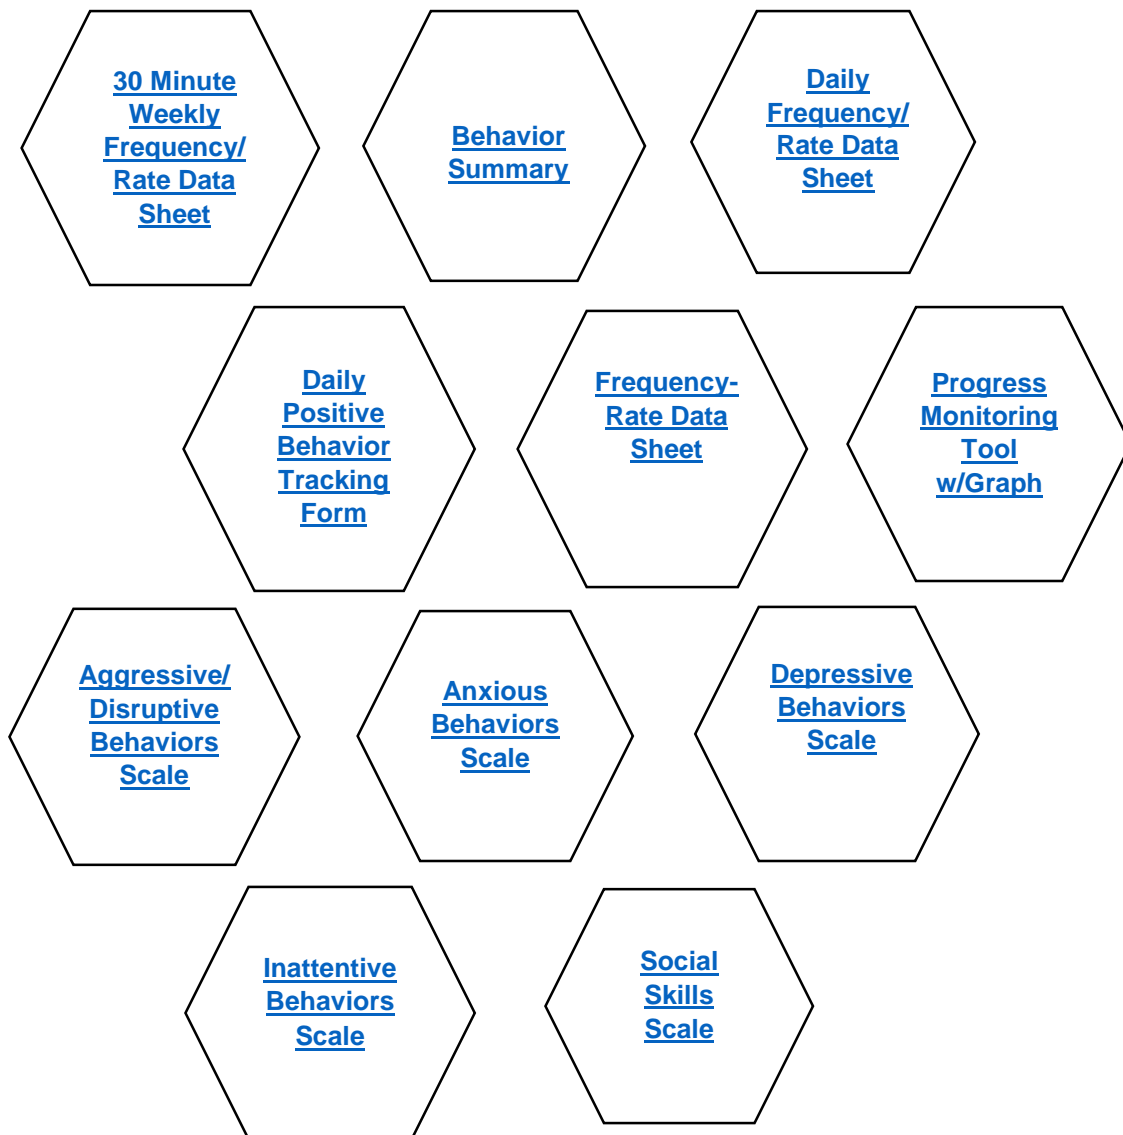 30 Minute
Weekly
Frequency/
Rate Data
Sheet
Behavior
Summary
Daily
Frequency/
Rate Data
Sheet
Daily
Positive
Behavior
Tracking
Form
Frequency-
Rate Data
Sheet
Progress
Monitoring
Tool
w/Graph
Aggressive/
Disruptive
Behaviors
Scale
Anxious
Behaviors
Scale
Depressive
Behaviors
Scale
Inattentive
Behaviors
Scale
Social
Skills
Scale